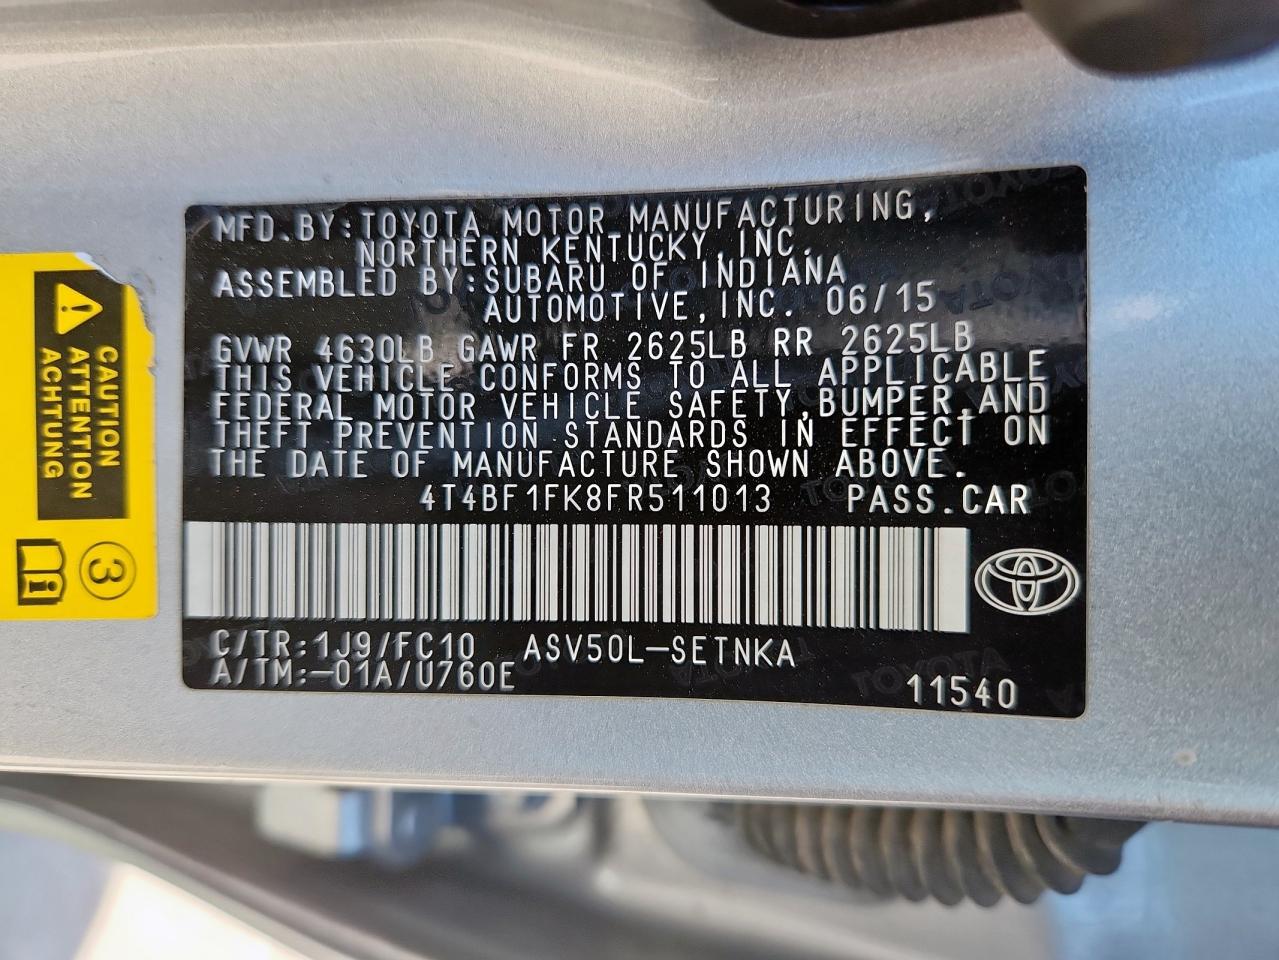 MFD.BY:TOYOTA MOTOR MANUFACTURING,
NORTHERN KENTUCKY,INC.
ASSEMBLED BY:SUBARU OF INDIANA
AUTOMOTIVE,INC. 06/15
GVWR 4630LB GAWR FR 2625LB RR 2625LB
THIS VEHICLE CONFORMS TO ALL APPLICABLE
FEDERAL MOTOR VEHICLE SAFETY,BUMPER,AND
THEFT PREVENTION STANDARDS IN EFFECT ON
THE DATE OF MANUFACTURE SHOWN ABOVE.
4T4BF1FK8FR511013 PASS.CAR
C/TR:1J9/FC10 ASV50L-SETNKA
A/TM:-01A/U760E
11540
CAUTION
ATTENTION
ACHTUNG
3